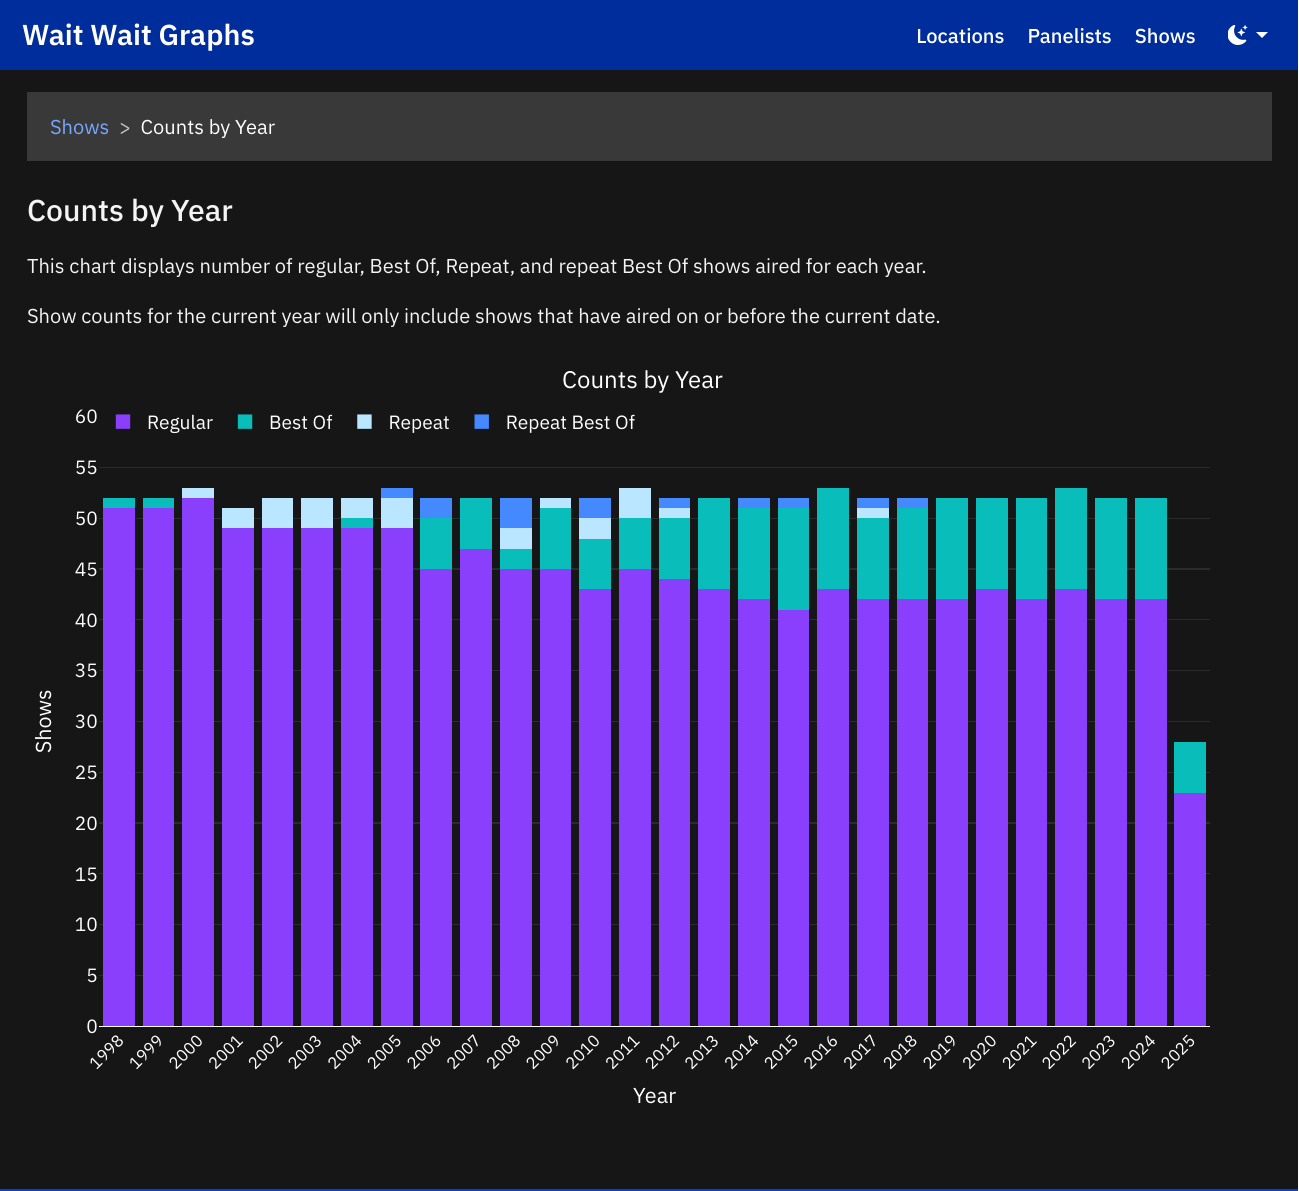 Wait Wait Graphs
Locations Panelists Shows
Shows > Counts by Year
Counts by Year
This chart displays number of regular, Best Of, Repeat, and repeat Best Of shows aired for each year.
Show counts for the current year will only include shows that have aired on or before the current date.
Counts by Year
Regular Best Of Repeat Repeat Best Of
60
55
50
45
40
35
30
25
20
15
10
5
0
Shows
1998 1999 2000 2001 2002 2003 2004 2005 2006 2007 2008 2009 2010 2011 2012 2013 2014 2015 2016 2017 2018 2019 2020 2021 2022 2023 2024 2025
Year